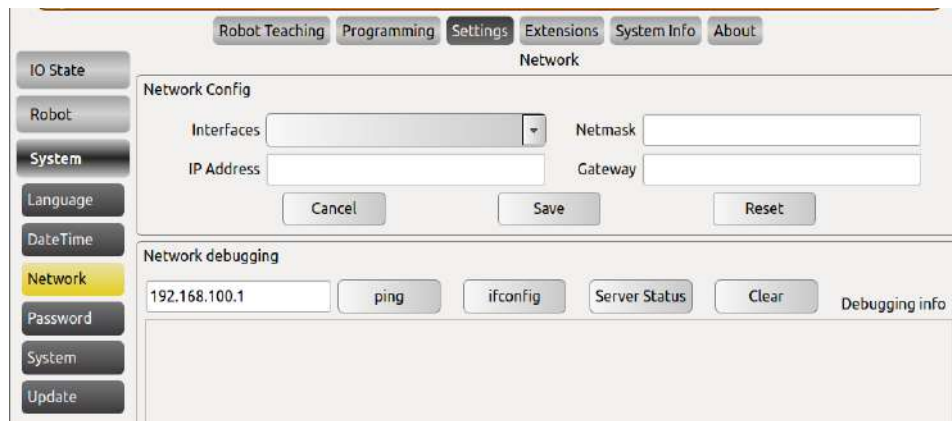 Robot Teaching Programming Settings Extensions System Info About
Network
IO State
Robot
System
Language
DateTime
Network
Password
System
Update
Network Config
Interfaces Netmask
IP Address Gateway
Cancel Save Reset
Network debugging
192.168.100.1 ping ifconfig Server Status Clear Debugging info